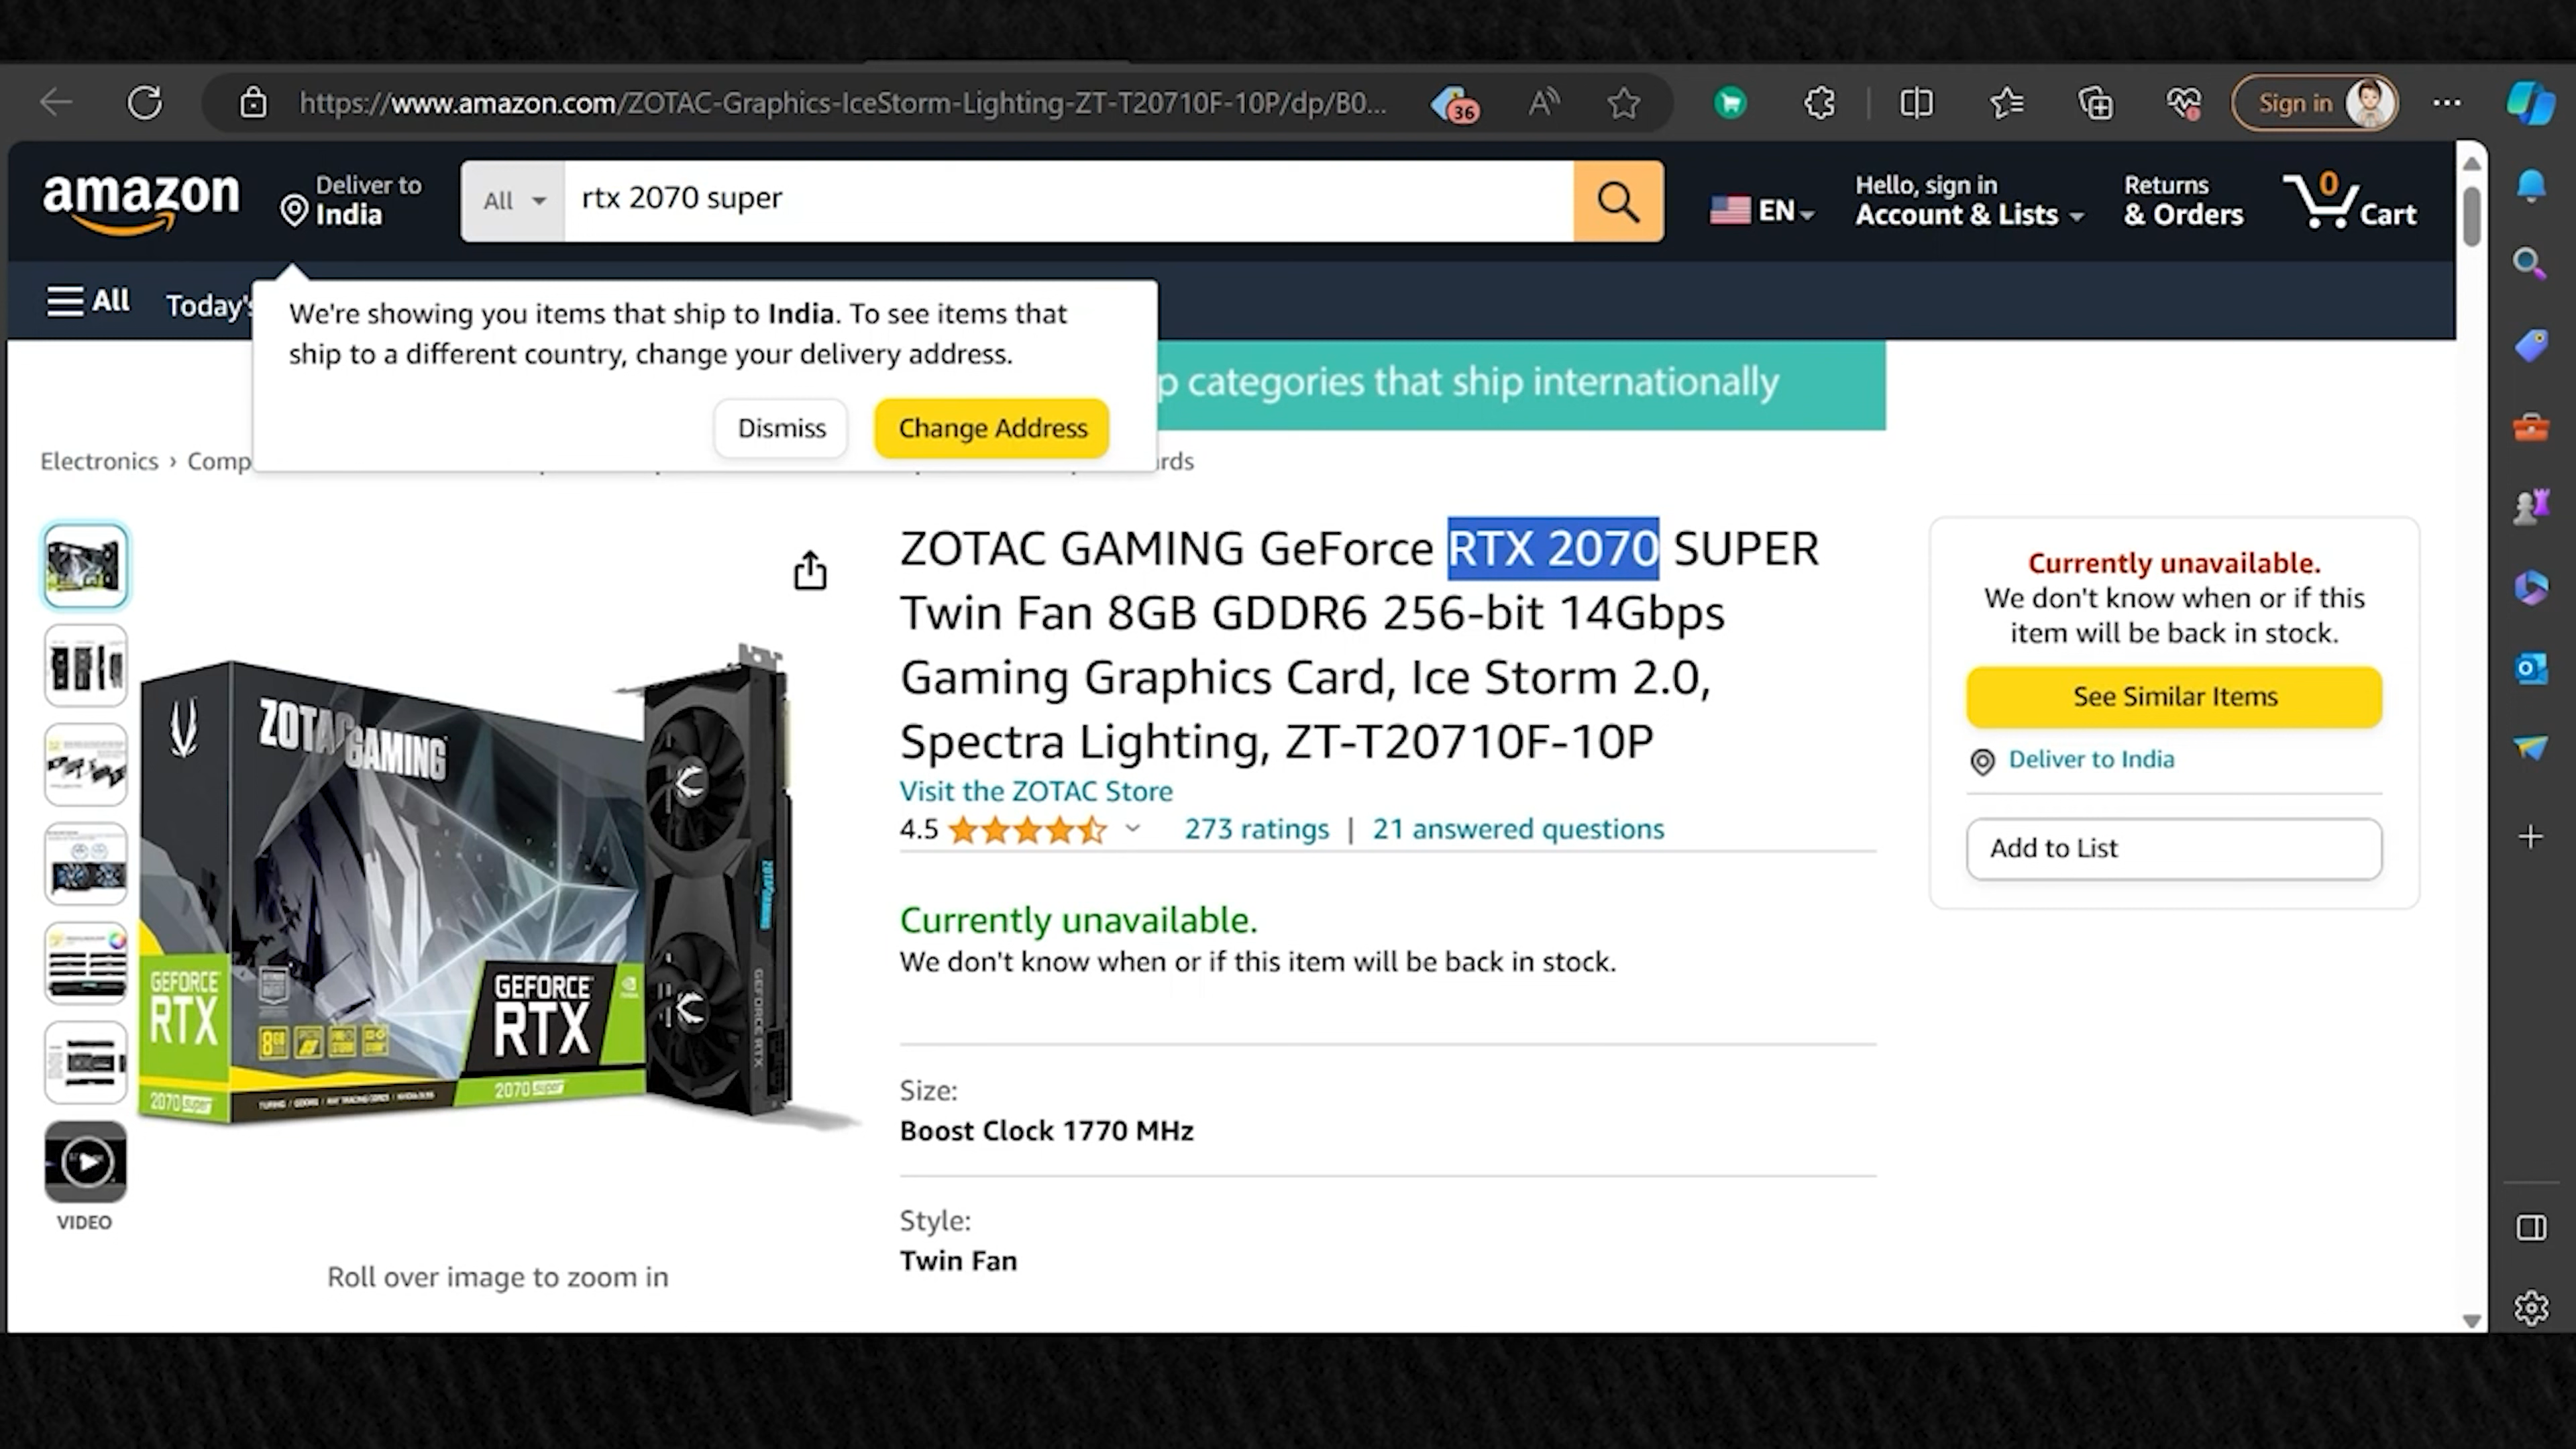 https://www.amazon.com/ZOTAC-Graphics-IceStorm-Lighting-ZT-T20710F-10P/dp/B0...
36
Sign in
amazon
Deliver to
India
All
rtx 2070 super
EN
Hello, sign in
Account & Lists
Returns
& Orders
0
Cart
All
Today's
We're showing you items that ship to India. To see items that
ship to a different country, change your delivery address.
Dismiss
Change Address
p categories that ship internationally
Electronics › Comp
rds
ZOTAC GAMING GeForce RTX 2070 SUPER
Twin Fan 8GB GDDR6 256-bit 14Gbps
Gaming Graphics Card, Ice Storm 2.0,
Spectra Lighting, ZT-T20710F-10P
Visit the ZOTAC Store
4.5
273 ratings | 21 answered questions
Currently unavailable.
We don't know when or if this item will be back in stock.
Size:
Boost Clock 1770 MHz
Style:
Twin Fan
Currently unavailable.
We don't know when or if this
item will be back in stock.
See Similar Items
Deliver to India
Add to List
ZOTAC GAMING
GEFORCE
RTX
2070 super
8GB
GEFORCE
RTX
2070 super
ZOTAC GAMING
GEFORCE RTX
VIDEO
Roll over image to zoom in